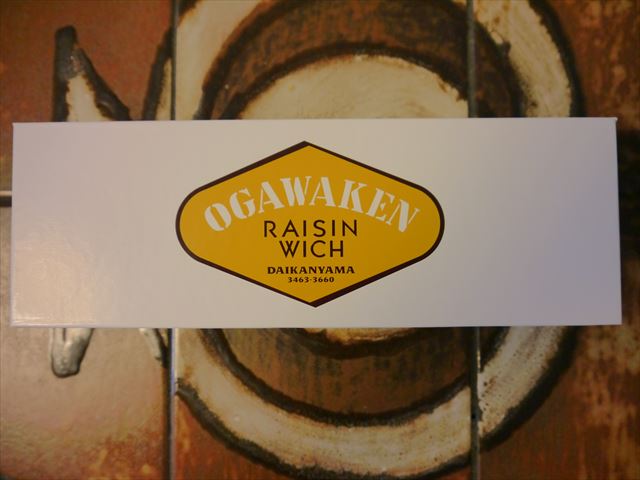 OGAWAKEN
RAISIN
WICH
DAIKANYAMA
3463-3660